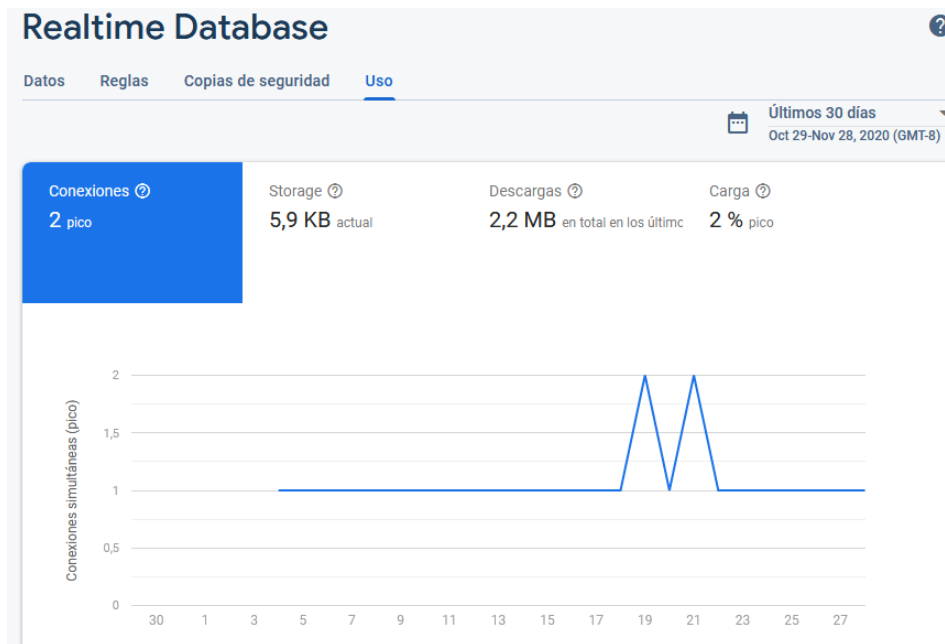 Realtime Database
Datos Reglas Copias de seguridad Uso
Últimos 30 días
Oct 29-Nov 28, 2020 (GMT-8)
Conexiones
2 pico
Storage
5,9 KB actual
Descargas
2,2 MB en total en los último
Carga
2 % pico
Conexiones simultáneas (pico)
2
1,5
1
0,5
0
30 1 3 5 7 9 11 13 15 17 19 21 23 25 27